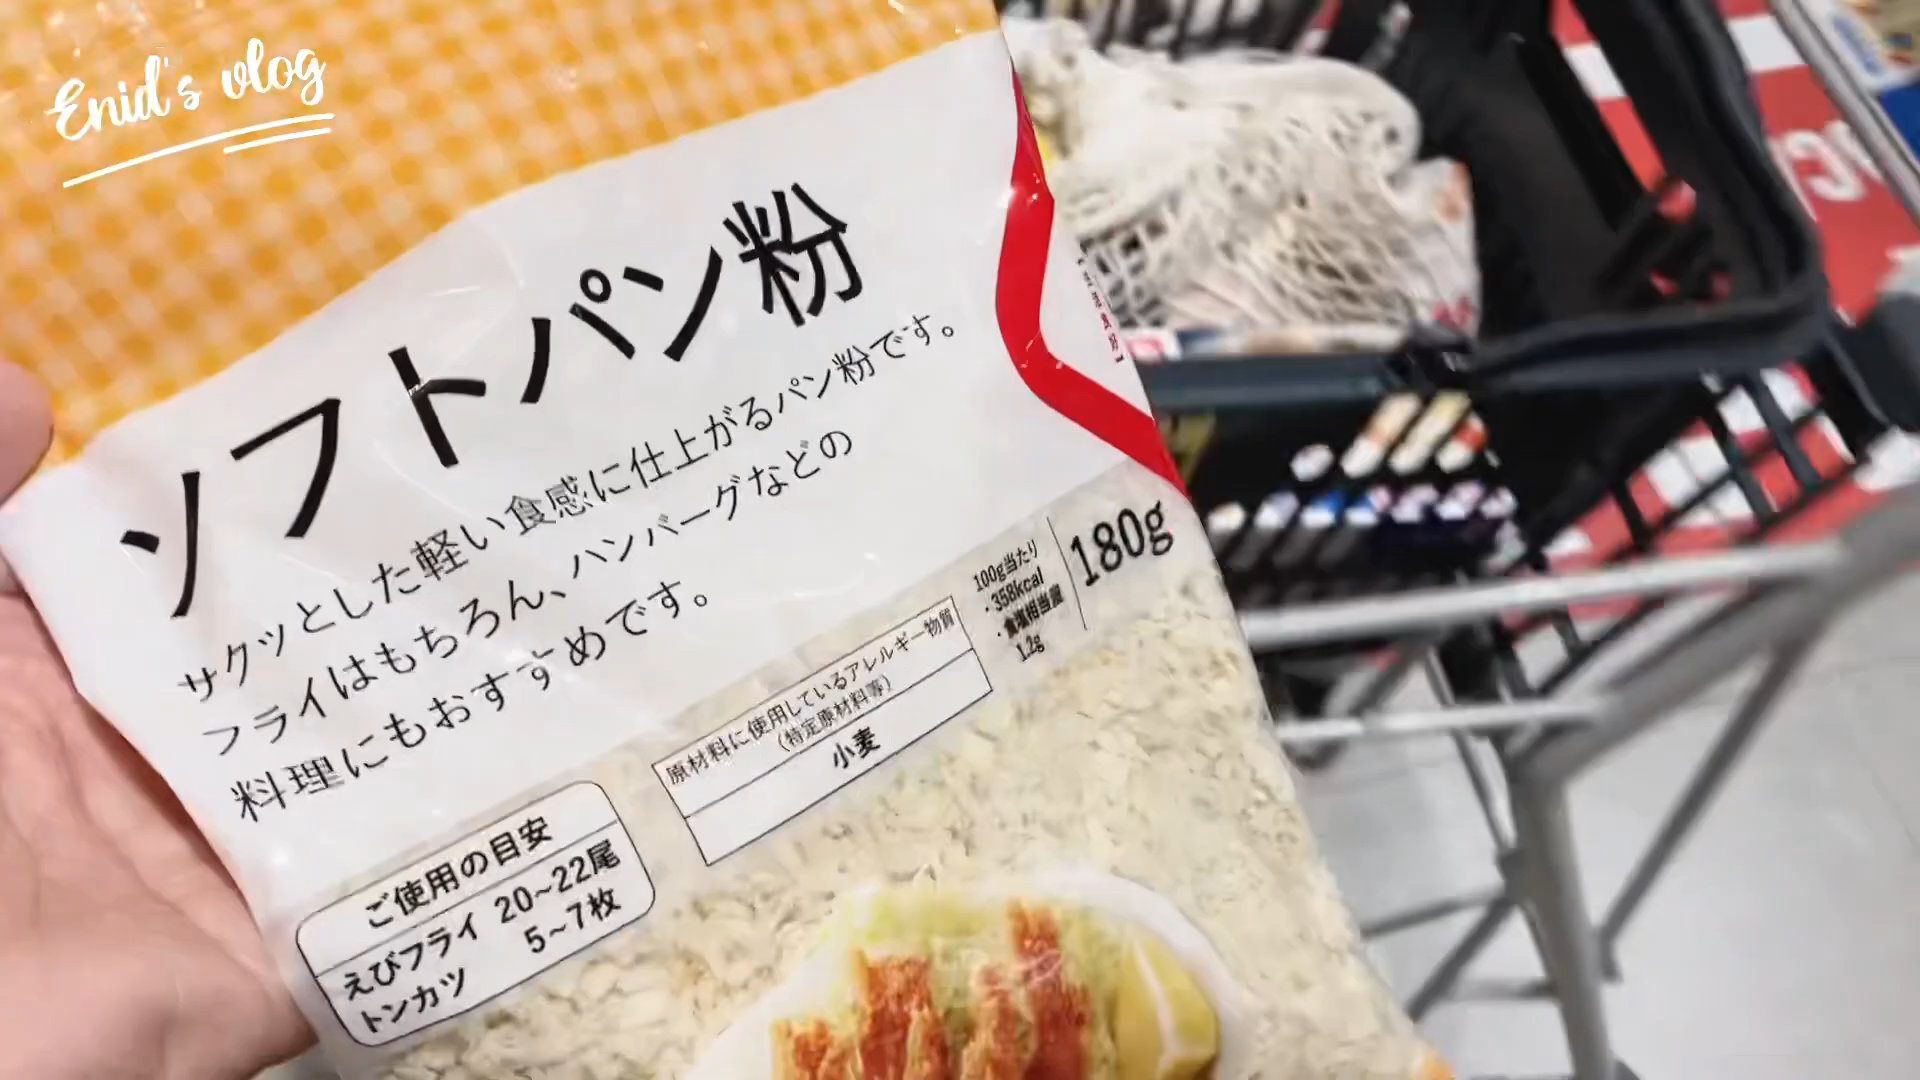 Enid's vlog
ソフトパン粉
サクッとした軽い食感に仕上がるパン粉です。
フライはもちろん、ハンバーグなどの
料理にもおすすめです。
100g当たり
・358kcal
・食塩相当量
1.2g
180g
原材料に使用しているアレルギー物質
(特定原材料等)
小麦
ご使用の目安
えびフライ 20~22尾
トンカツ 5~7枚